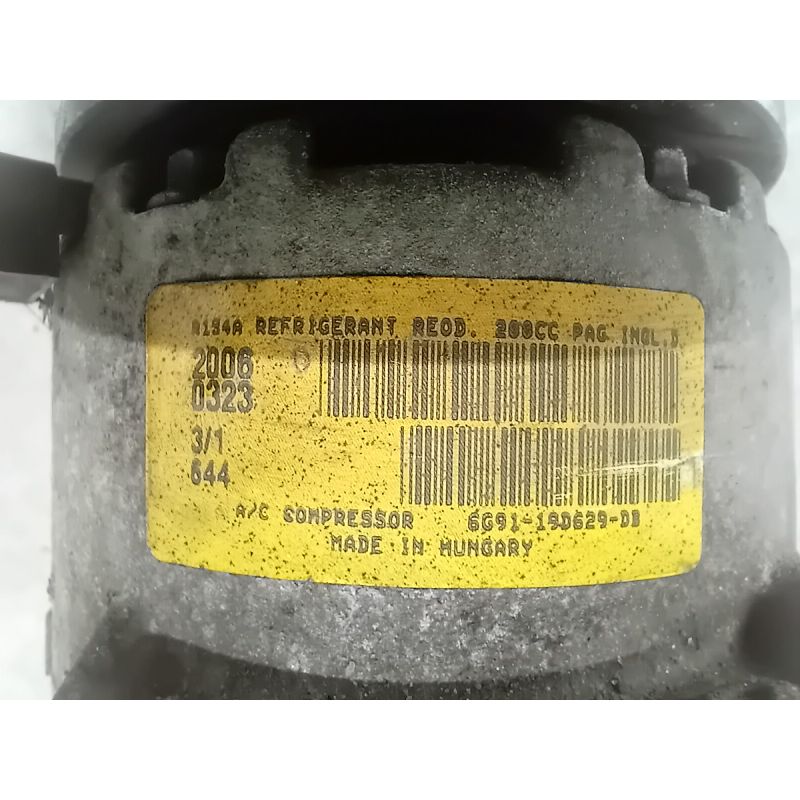 R134A REFRIGERANT REQD. 200CC PAG INCL.D
2006
0323
3/1
644
A/C COMPRESSOR 6G91-19D629-DB
MADE IN HUNGARY